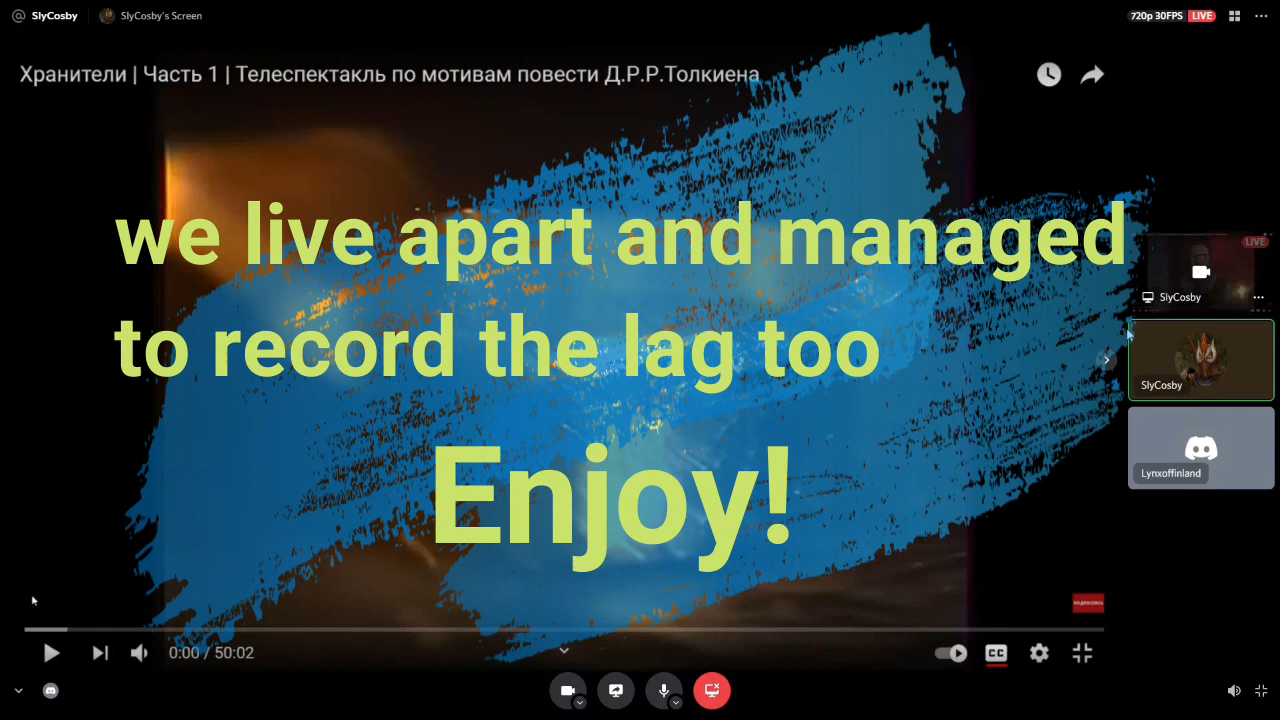 SlyCosby
SlyCosby's Screen
720p 30FPS LIVE
Хранители | Часть 1 | Телеспектакль по мотивам повести Д.Р.Р.Толкиена
we live apart and managed
to record the lag too
Enjoy!
LIVE
SlyCosby
SlyCosby
Lynxoffinland
0:00 / 50:02
CC